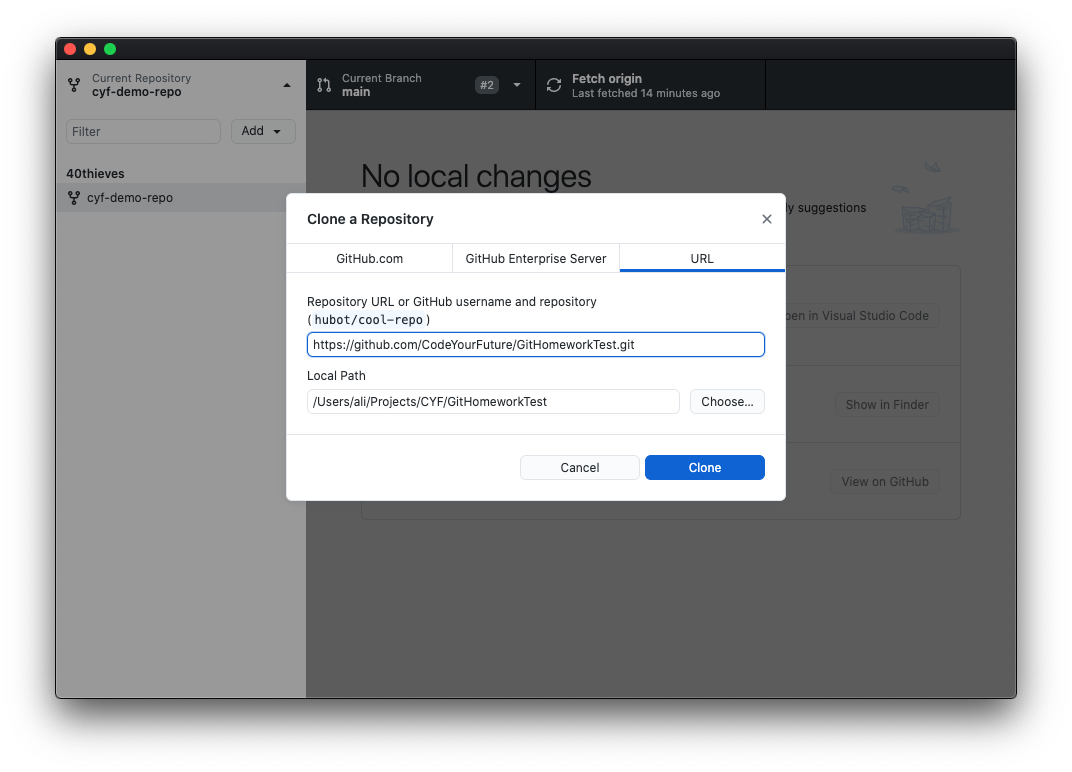 Current Repository
cyf-demo-repo
Current Branch
main
#2
Fetch origin
Last fetched 14 minutes ago
Filter
Add
40thieves
cyf-demo-repo
No local changes
suggestions
Clone a Repository
GitHub.com
GitHub Enterprise Server
URL
Repository URL or GitHub username and repository
(hubot/cool-repo)
https://github.com/CodeYourFuture/GitHomeworkTest.git
Local Path
/Users/ali/Projects/CYF/GitHomeworkTest
Choose...
Cancel
Clone
in Visual Studio Code
Show in Finder
View on GitHub